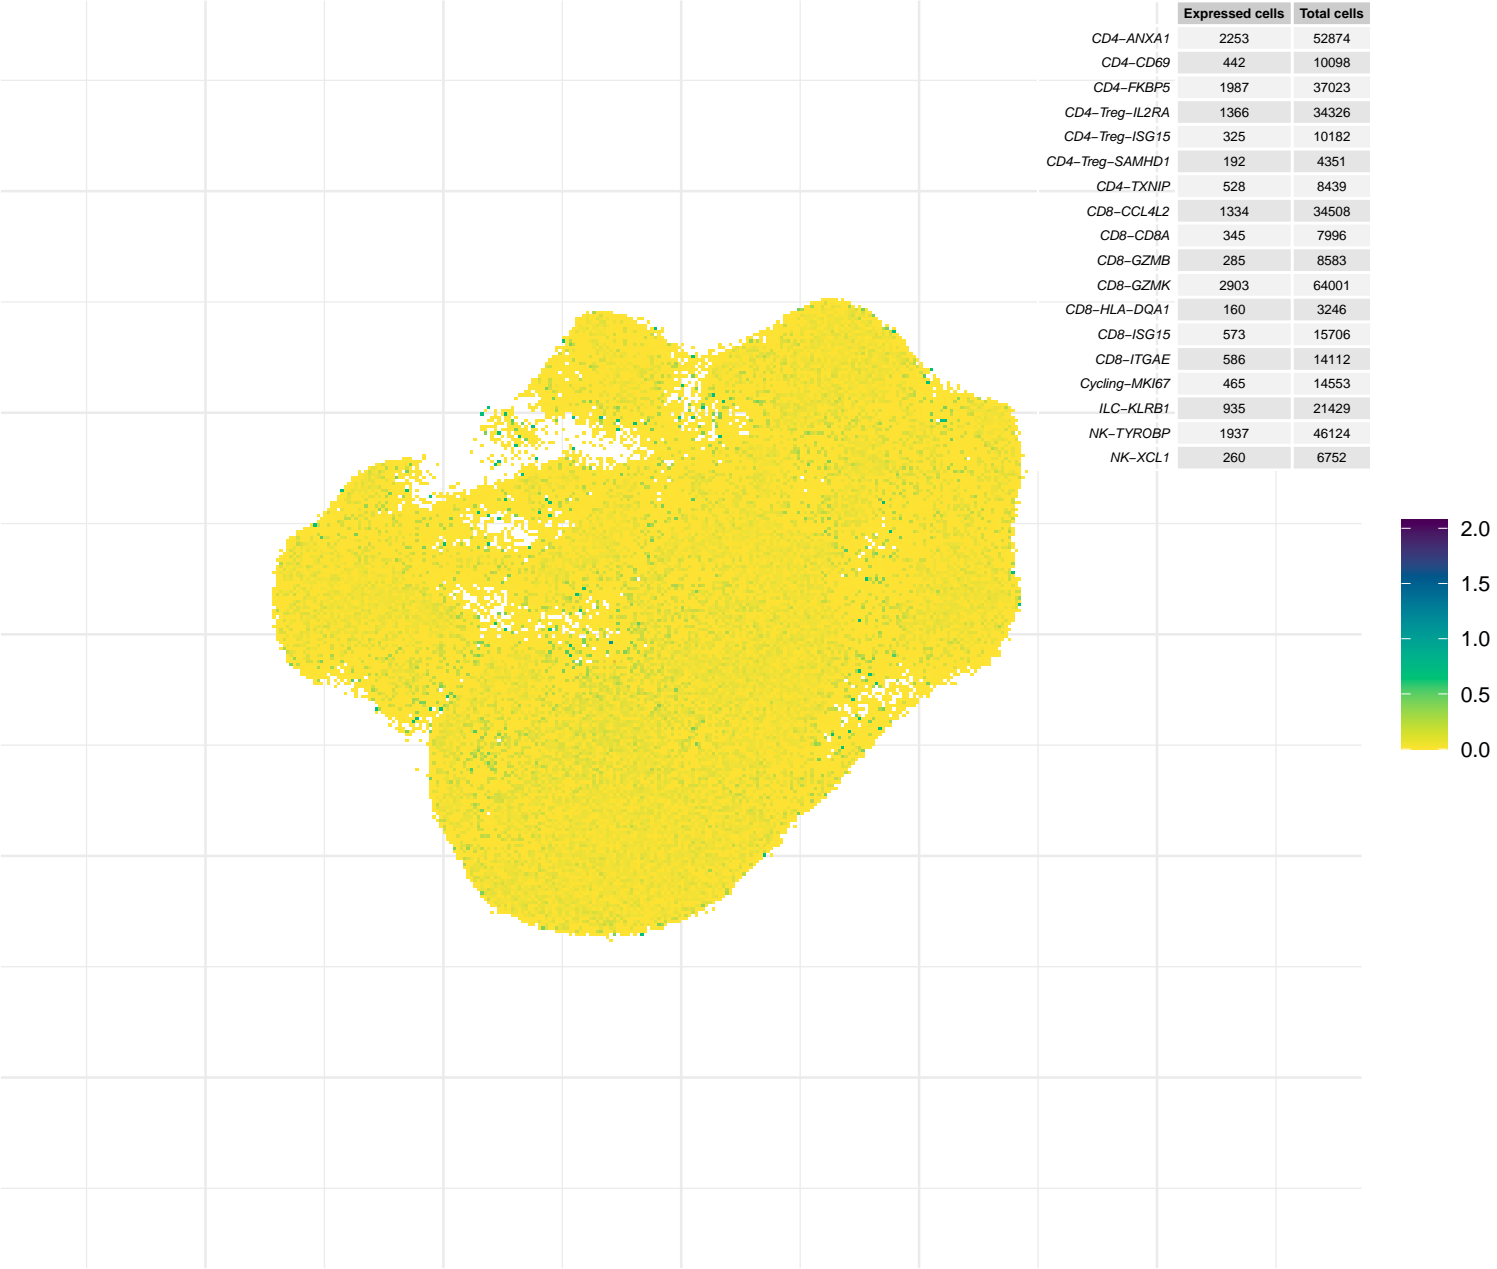 Expressed cells Total cells
CD4−ANXA1 2253 52874
CD4−CD69 442 10098
CD4−FKBP5 1987 37023
CD4−Treg−IL2RA 1366 34326
CD4−Treg−ISG15 325 10182
CD4−Treg−SAMHD1 192 4351
CD4−TXNIP 528 8439
CD8−CCL4L2 1334 34508
CD8−CD8A 345 7996
CD8−GZMB 285 8583
CD8−GZMK 2903 64001
CD8−HLA−DQA1 160 3246
CD8−ISG15 573 15706
CD8−ITGAE 586 14112
Cycling−MKI67 465 14553
ILC−KLRB1 935 21429
NK−TYROBP 1937 46124
NK−XCL1 260 6752
2.0
1.5
1.0
0.5
0.0